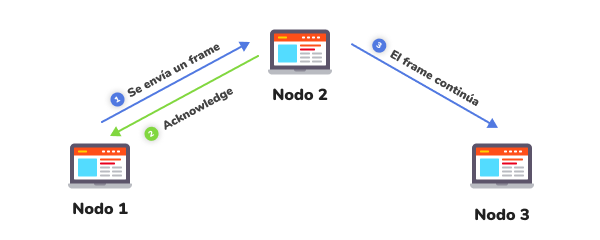 1 Se envía un frame
2 Acknowledge
3 El frame continúa
Nodo 2
Nodo 1
Nodo 3